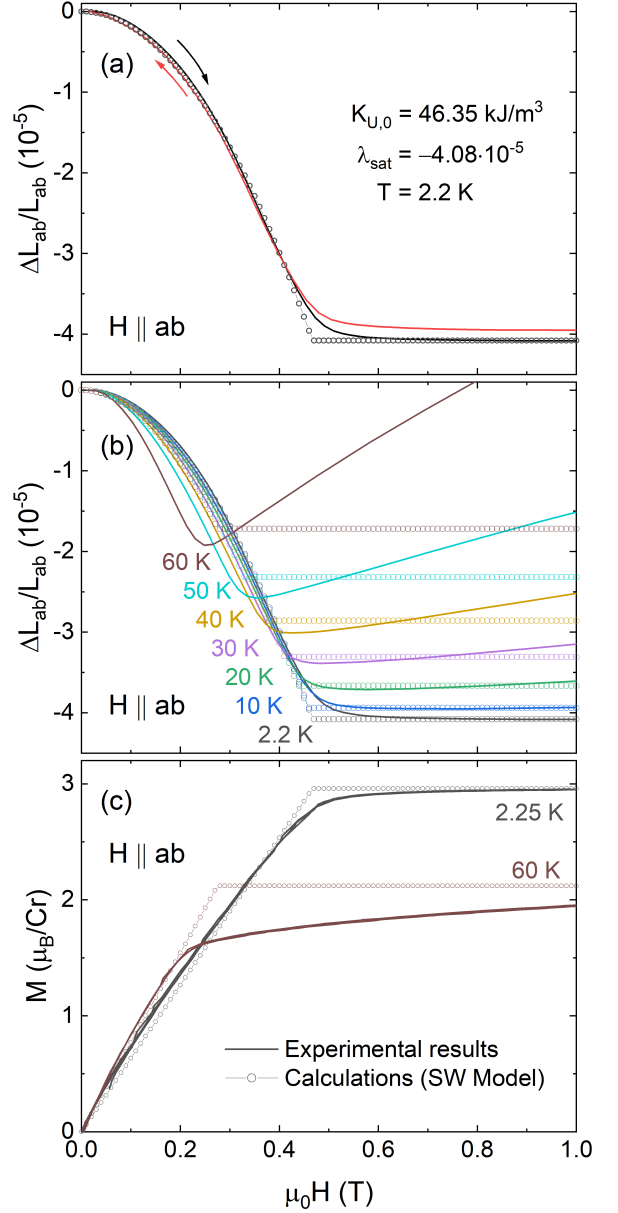 0
(a)
-1
K_U,0 = 46.35 kJ/m³
λ_sat = –4.08·10⁻⁵
-2
T = 2.2 K
-3
H || ab
-4
ΔL_ab/L_ab (10⁻⁵)
0
(b)
-1
-2
60 K
50 K
40 K
-3
30 K
20 K
H || ab
10 K
-4
2.2 K
ΔL_ab/L_ab (10⁻⁵)
3
(c)
2.25 K
H || ab
60 K
2
1
Experimental results
Calculations (SW Model)
0
M (μ_B/Cr)
0.0 0.2 0.4 0.6 0.8 1.0
μ₀H (T)